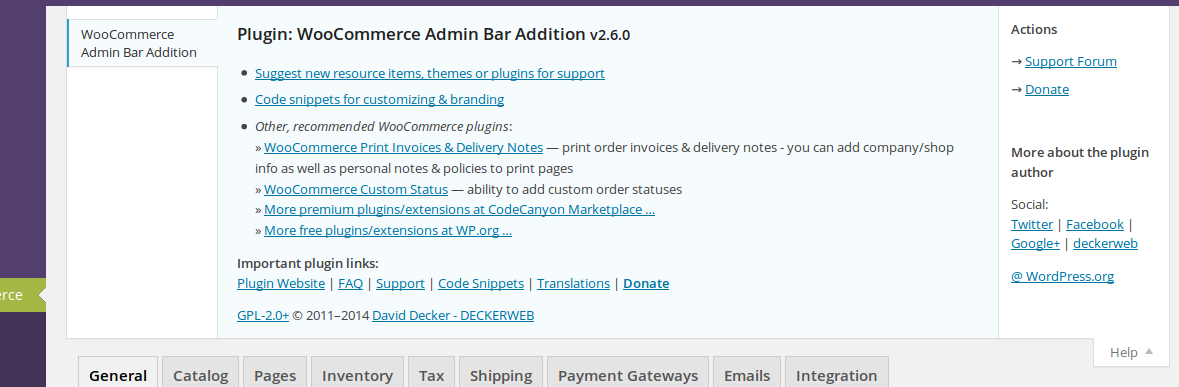 WooCommerce
Admin Bar Addition
Plugin: WooCommerce Admin Bar Addition v2.6.0
• Suggest new resource items, themes or plugins for support
• Code snippets for customizing & branding
• Other, recommended WooCommerce plugins:
» WooCommerce Print Invoices & Delivery Notes — print order invoices & delivery notes - you can add company/shop
info as well as personal notes & policies to print pages
» WooCommerce Custom Status — ability to add custom order statuses
» More premium plugins/extensions at CodeCanyon Marketplace ...
» More free plugins/extensions at WP.org ...
Important plugin links:
Plugin Website | FAQ | Support | Code Snippets | Translations | Donate
GPL-2.0+ © 2011–2014 David Decker - DECKERWEB
Actions
→ Support Forum
→ Donate
More about the plugin
author
Social:
Twitter | Facebook |
Google+ | deckerweb
@ WordPress.org
erce
Help
General Catalog Pages Inventory Tax Shipping Payment Gateways Emails Integration